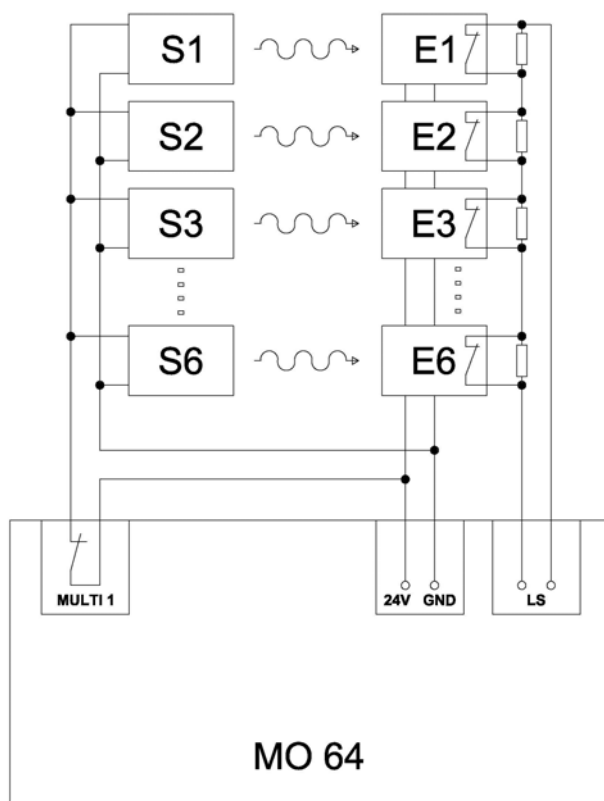 S1 E1
S2 E2
S3 E3
S6 E6
MULTI 1 24V GND LS
MO 64